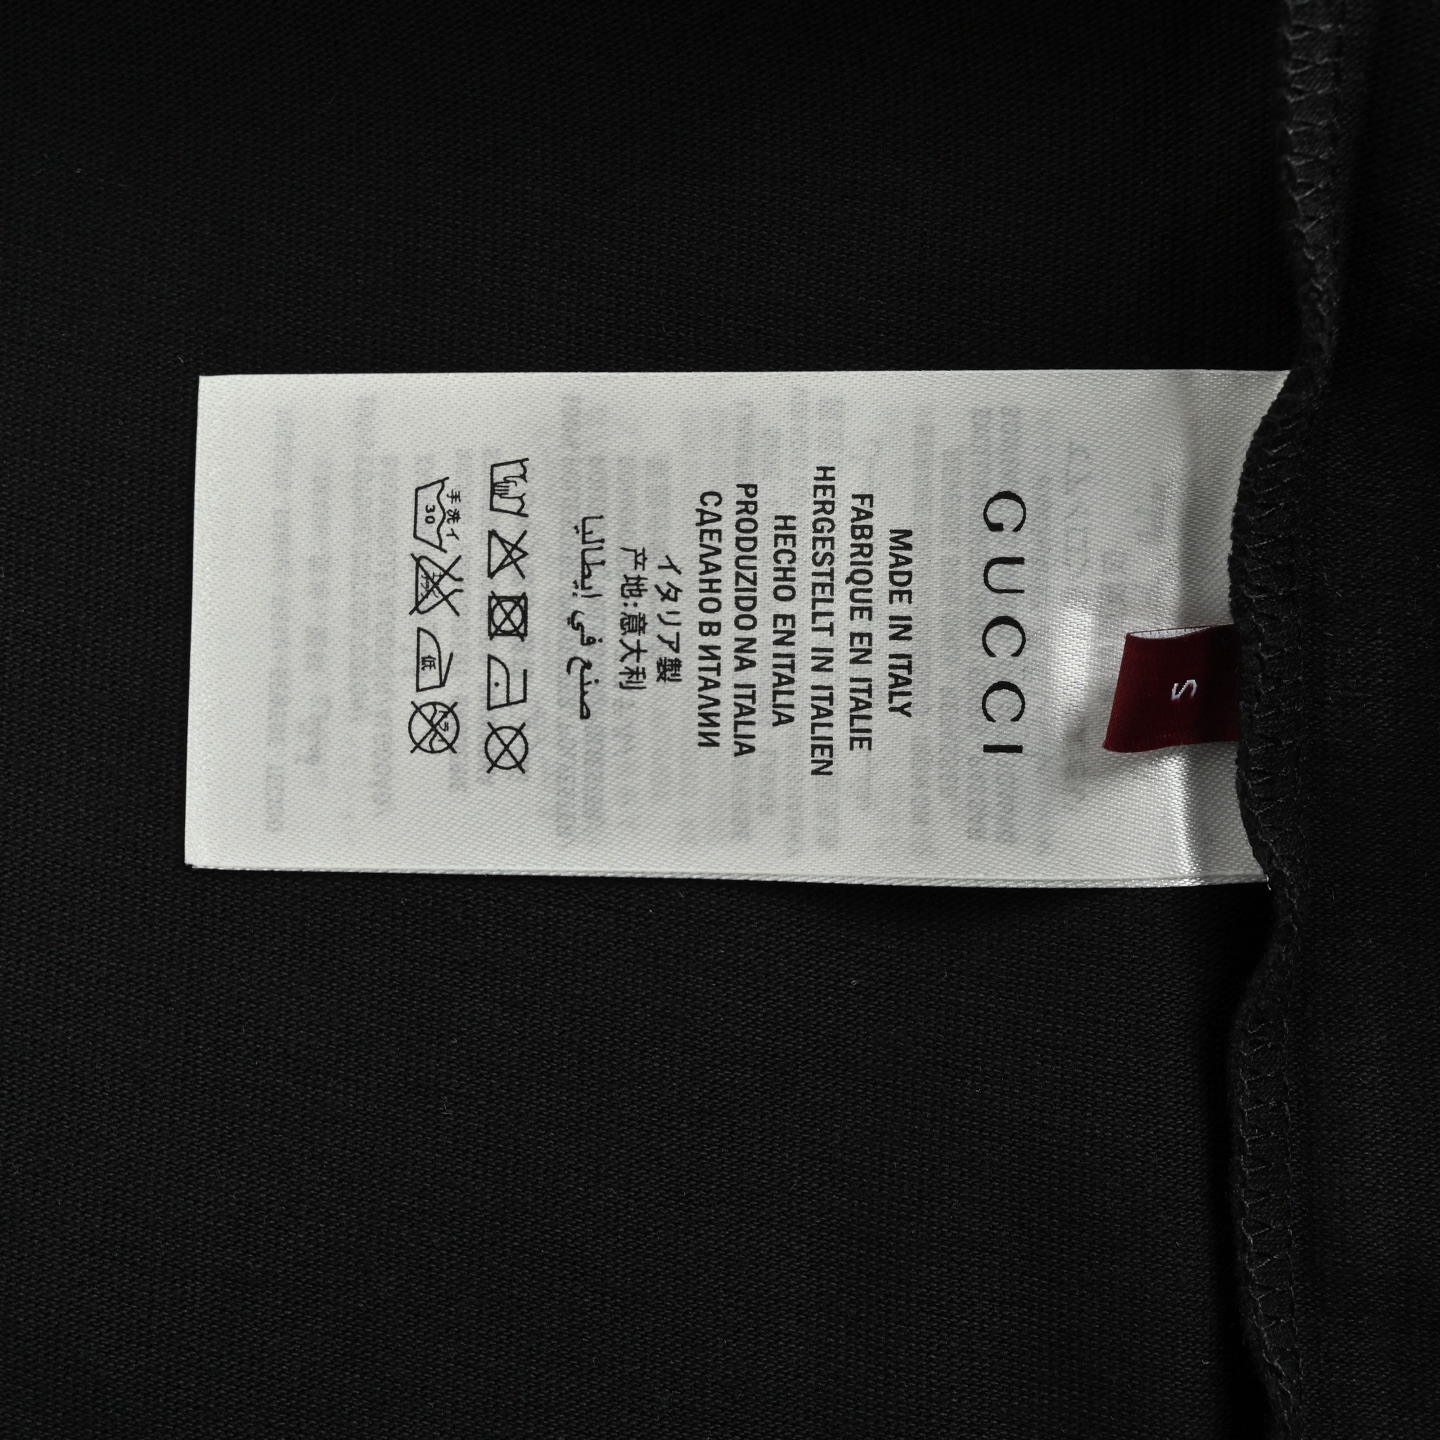 S
GUCCI
MADE IN ITALY
FABRIQUE EN ITALIE
HERGESTELLT IN ITALIEN
HECHO EN ITALIA
PRODUZIDO NA ITALIA
СДЕЛАНО В ИТАЛИИ
イタリア製
产地:意大利
صنع في إيطاليا
手洗イ
30
低